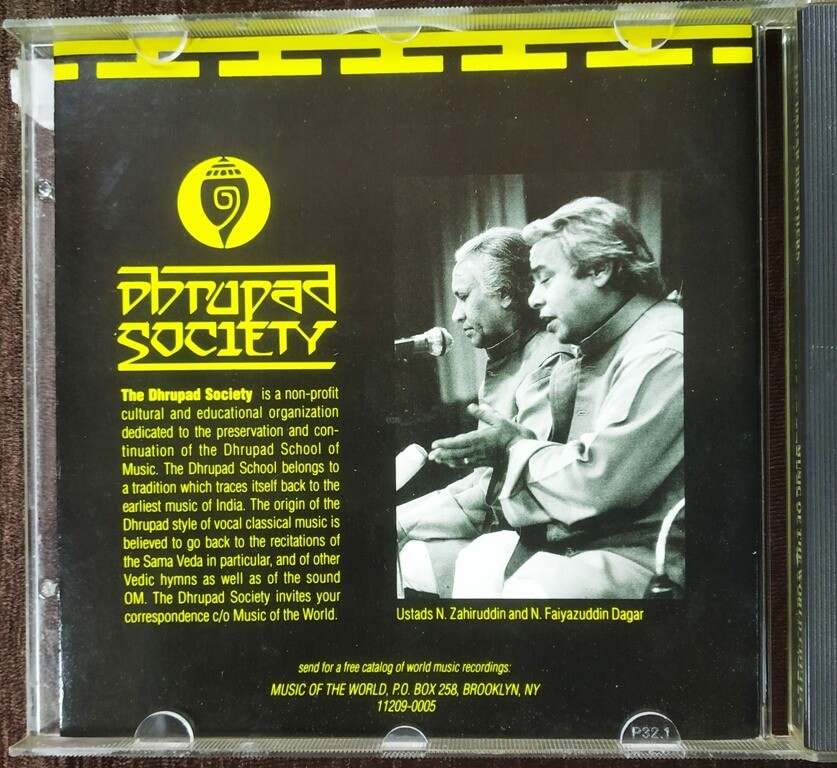 Dhrupad
SOCIETY
The Dhrupad Society is a non-profit
cultural and educational organization
dedicated to the preservation and con-
tinuation of the Dhrupad School of
Music. The Dhrupad School belongs to
a tradition which traces itself back to the
earliest music of India. The origin of the
Dhrupad style of vocal classical music is
believed to go back to the recitations of
the Sama Veda in particular, and of other
Vedic hymns as well as of the sound
OM. The Dhrupad Society invites your
correspondence c/o Music of the World.
Ustads N. Zahiruddin and N. Faiyazuddin Dagar
send for a free catalog of world music recordings:
MUSIC OF THE WORLD, P.O. BOX 258, BROOKLYN, NY
11209-0005
P32.1